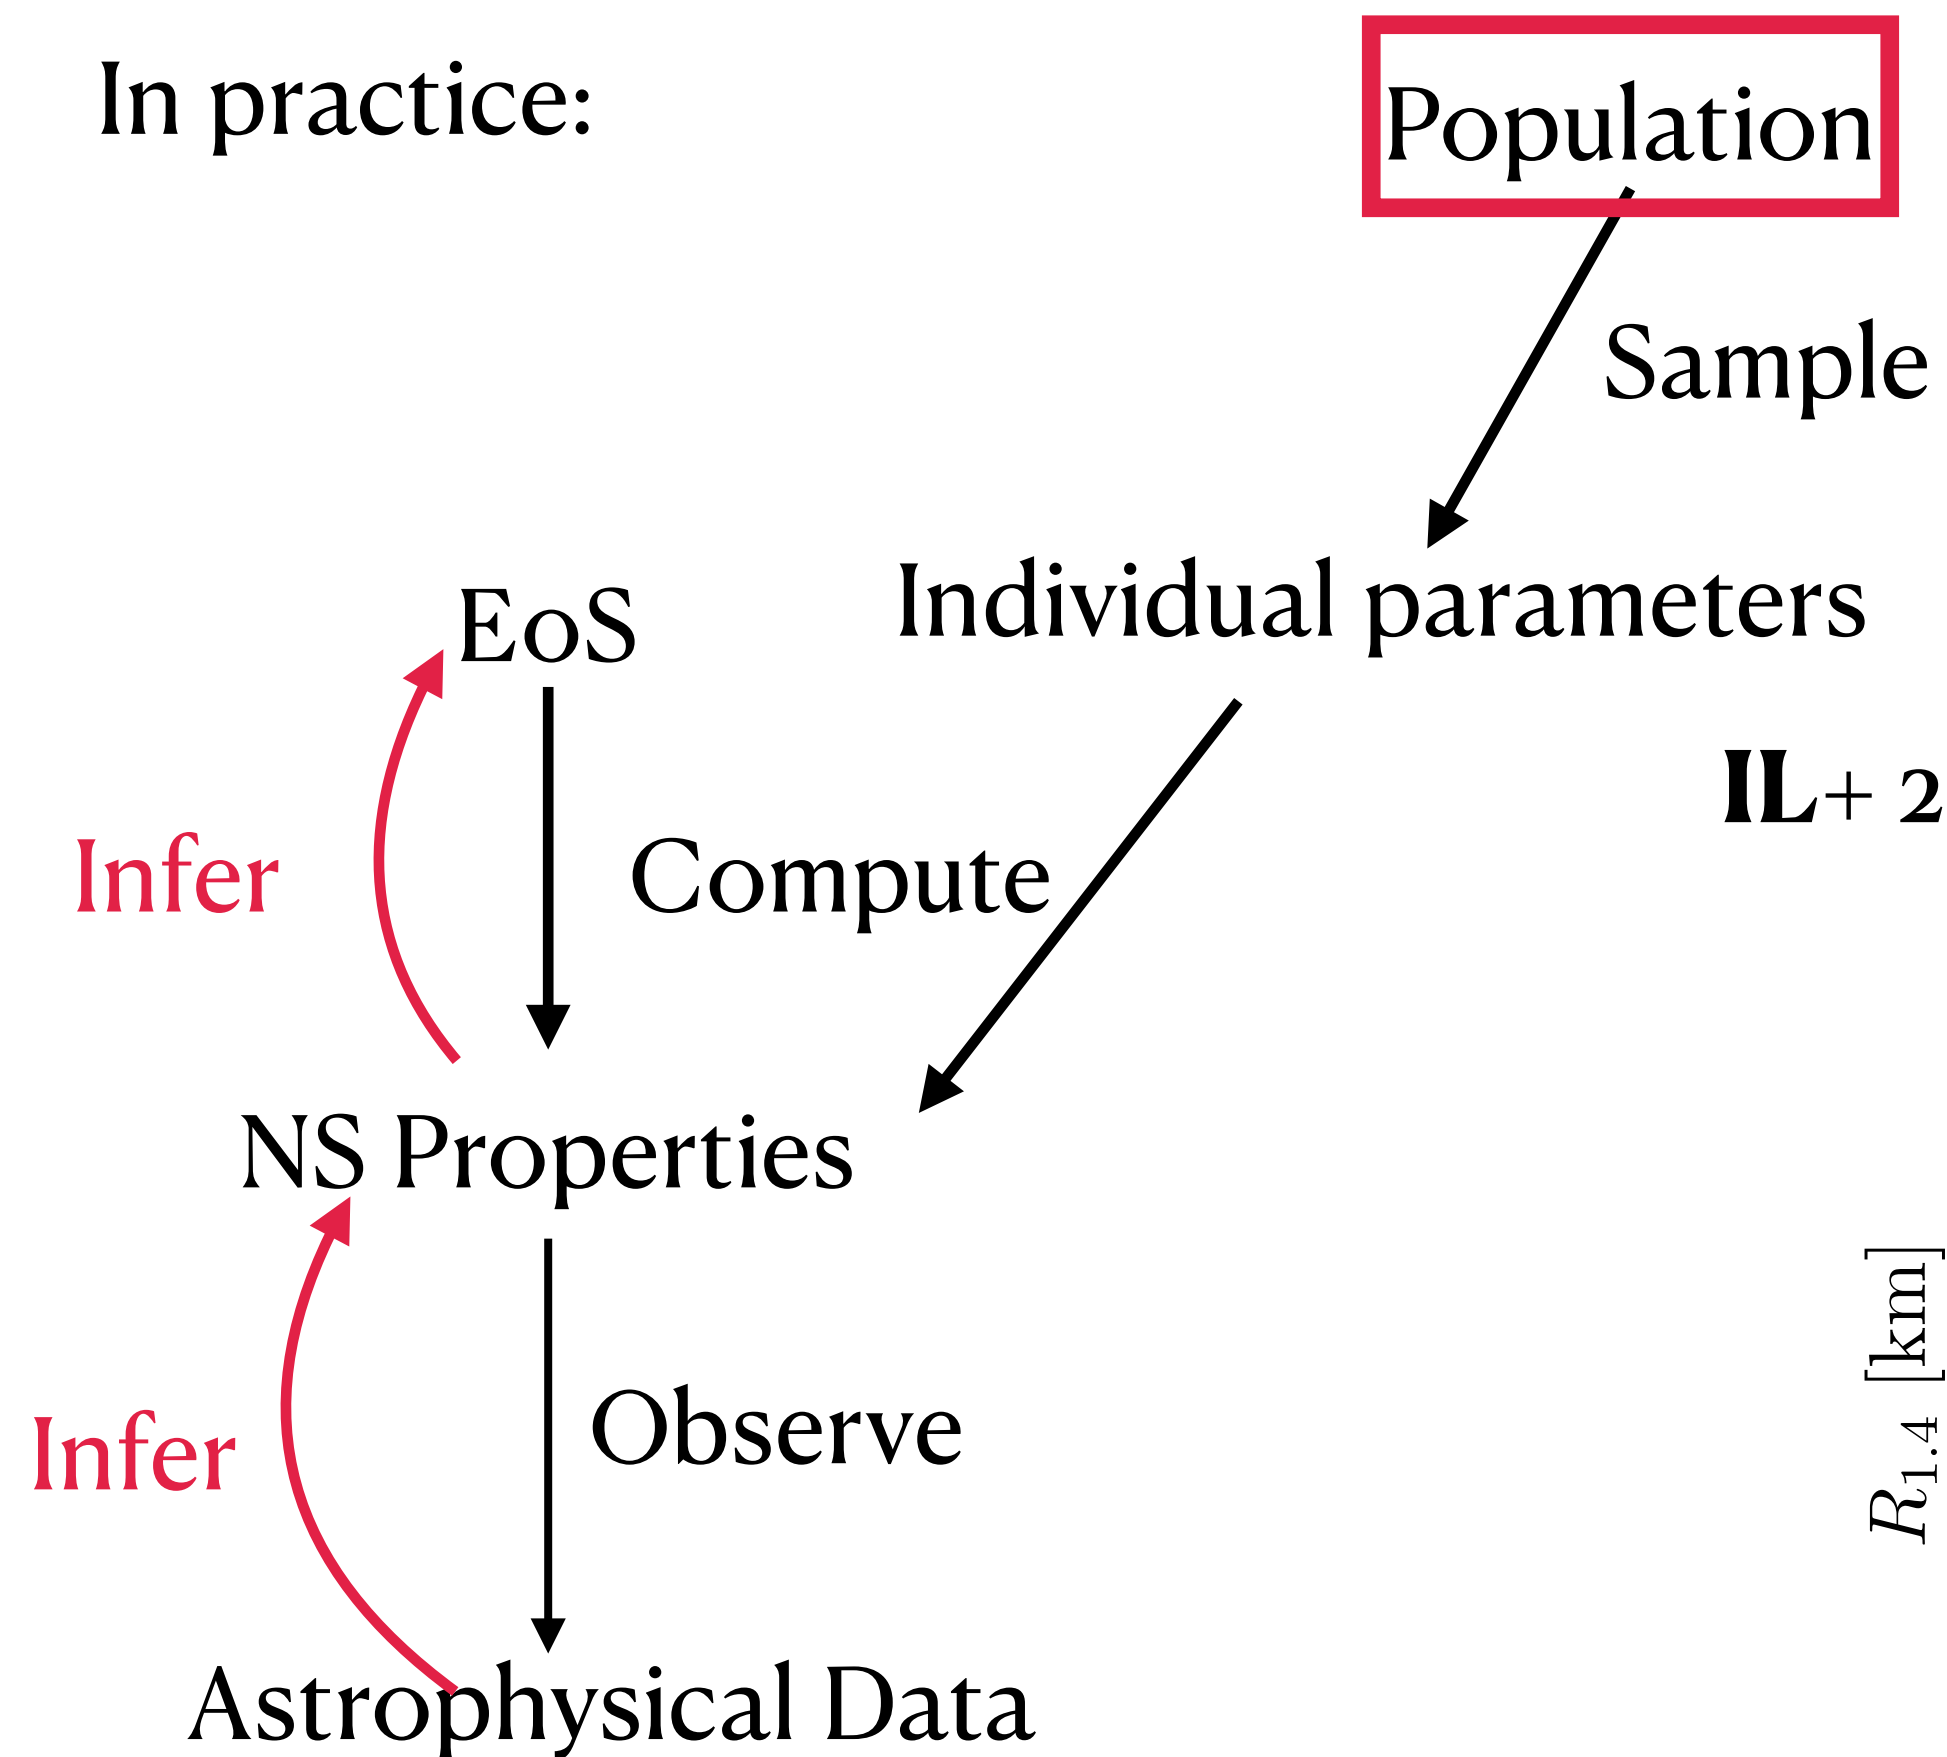 In practice:
Population
Sample
Individual parameters
EoS
IL+ 2
Infer
Compute
NS Properties
R1.4 [km]
Infer
Observe
Astrophysical Data